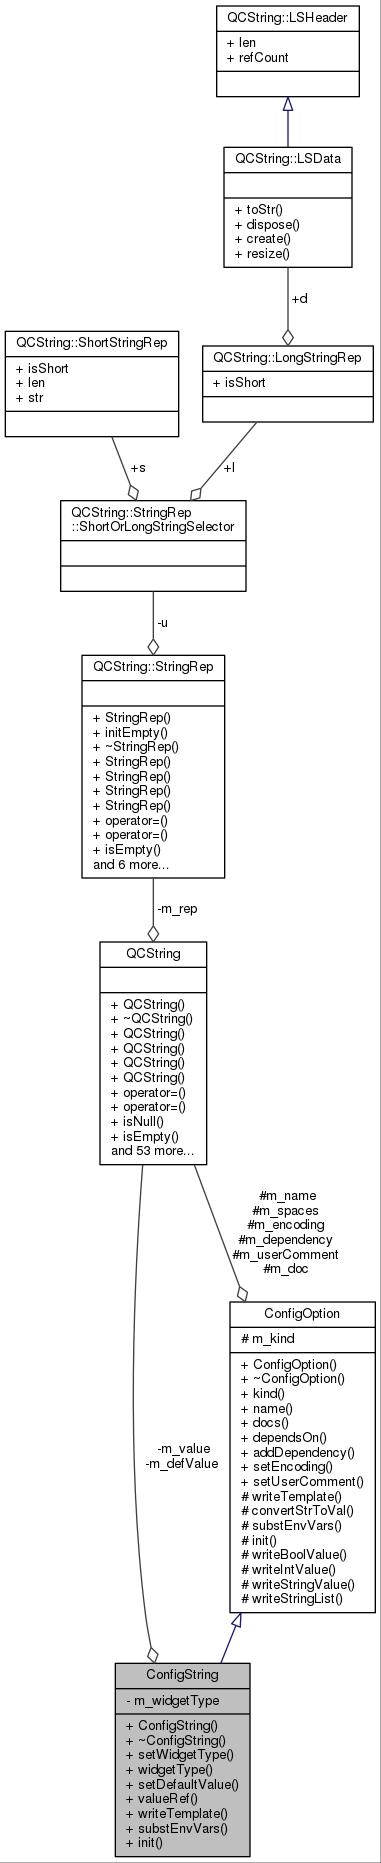 QCString::LSHeader
+ len
+ refCount
QCString::LSData
+ toStr()
+ dispose()
+ create()
+ resize()
+d
QCString::ShortStringRep
+ isShort
+ len
+ str
QCString::LongStringRep
+ isShort
+s
+l
QCString::StringRep
::ShortOrLongStringSelector
-u
QCString::StringRep
+ StringRep()
+ initEmpty()
+ ~StringRep()
+ StringRep()
+ StringRep()
+ StringRep()
+ StringRep()
+ operator=()
+ operator=()
+ isEmpty()
and 6 more...
-m_rep
QCString
+ QCString()
+ ~QCString()
+ QCString()
+ QCString()
+ QCString()
+ QCString()
+ operator=()
+ operator=()
+ isNull()
+ isEmpty()
and 53 more...
#m_name
#m_spaces
#m_encoding
#m_dependency
#m_userComment
#m_doc
ConfigOption
# m_kind
+ ConfigOption()
+ ~ConfigOption()
+ kind()
+ name()
+ docs()
+ dependsOn()
+ addDependency()
+ setEncoding()
+ setUserComment()
# writeTemplate()
# convertStrToVal()
# substEnvVars()
# init()
# writeBoolValue()
# writeIntValue()
# writeStringValue()
# writeStringList()
-m_value
-m_defValue
ConfigString
- m_widgetType
+ ConfigString()
+ ~ConfigString()
+ setWidgetType()
+ widgetType()
+ setDefaultValue()
+ valueRef()
+ writeTemplate()
+ substEnvVars()
+ init()